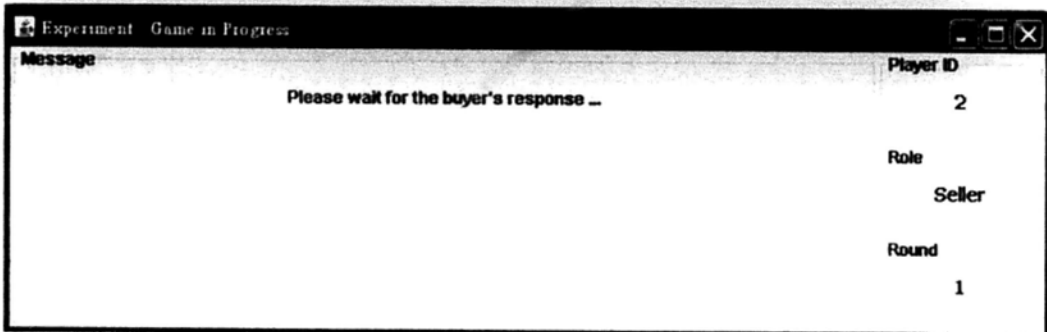 Experiment Game in Progress
Message
Please wait for the buyer's response ...
Player ID
2
Role
Seller
Round
1